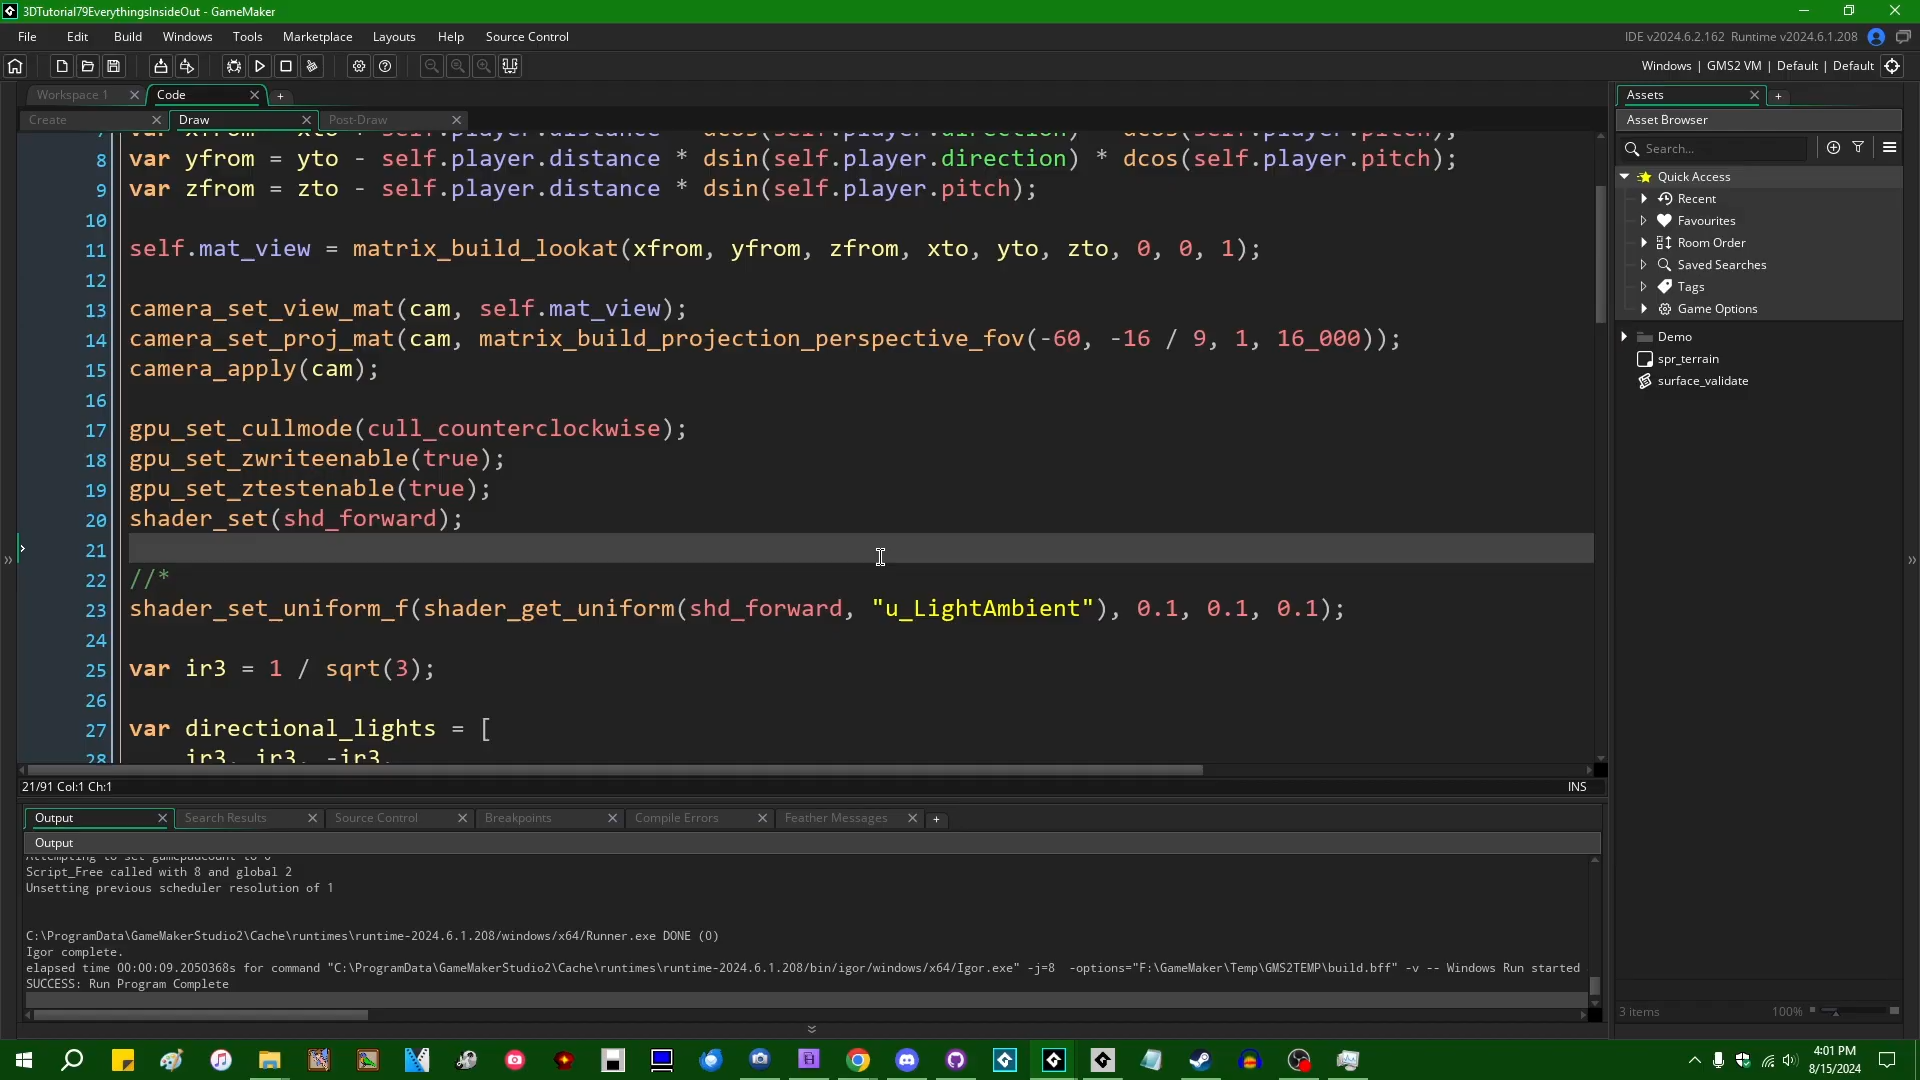 3DTutorial79EverythingsInsideOut - GameMaker
File Edit Build Windows Tools Marketplace Layouts Help Source Control
IDE v2024.6.2.162 Runtime v2024.6.1.208
Windows | GMS2 VM | Default | Default
Workspace 1
Code
Create
Draw
Post-Draw
8 var yfrom = yto - self.player.distance * dsin(self.player.direction) * dcos(self.player.pitch);
9 var zfrom = zto - self.player.distance * dsin(self.player.pitch);
10
11 self.mat_view = matrix_build_lookat(xfrom, yfrom, zfrom, xto, yto, zto, 0, 0, 1);
12
13 camera_set_view_mat(cam, self.mat_view);
14 camera_set_proj_mat(cam, matrix_build_projection_perspective_fov(-60, -16 / 9, 1, 16_000));
15 camera_apply(cam);
16
17 gpu_set_cullmode(cull_counterclockwise);
18 gpu_set_zwriteenable(true);
19 gpu_set_ztestenable(true);
20 shader_set(shd_forward);
21
22 //*
23 shader_set_uniform_f(shader_get_uniform(shd_forward, "u_LightAmbient"), 0.1, 0.1, 0.1);
24
25 var ir3 = 1 / sqrt(3);
26
27 var directional_lights = [
28 ir3, ir3, -ir3,
21/91 Col:1 Ch:1
INS
Output
Search Results
Source Control
Breakpoints
Compile Errors
Feather Messages
Output
Attempting to set gamepadcount to 0
Script_Free called with 8 and global 2
Unsetting previous scheduler resolution of 1
C:\ProgramData\GameMakerStudio2\Cache\runtimes\runtime-2024.6.1.208/windows/x64/Runner.exe DONE (0)
Igor complete.
elapsed time 00:00:09.2050368s for command "C:\ProgramData\GameMakerStudio2\Cache\runtimes\runtime-2024.6.1.208/bin/igor/windows/x64/Igor.exe" -j=8 -options="F:\GameMaker\Temp\GMS2TEMP\build.bff" -v -- Windows Run started
SUCCESS: Run Program Complete
Assets
Asset Browser
Search...
Quick Access
Recent
Favourites
Room Order
Saved Searches
Tags
Game Options
Demo
spr_terrain
surface_validate
3 items
100%
4:01 PM
8/15/2024